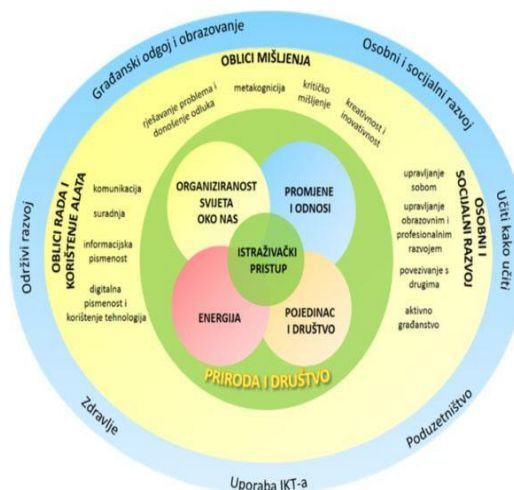 Građanski odgoj i obrazovanje
Osobni i socijalni razvoj
OBLICI MIŠLJENJA
rješavanje problema i
donošenje odluka
metakognicija
kritičko
mišljenje
kreativnost i
inovativnost
Održivi razvoj
OBLICI RADA I
KORIŠTENJE ALATA
komunikacija
suradnja
informacijska
pismenost
digitalna
pismenost i
korištenje tehnologija
ORGANIZIRANOST
SVIJETA
OKO NAS
PROMJENE
I ODNOSI
ISTRAŽIVAČKI
PRISTUP
ENERGIJA
POJEDINAC
I DRUŠTVO
PRIRODA I DRUŠTVO
upravljanje
sobom
upravljanje
obrazovnim i
profesionalnim
razvojem
povezivanje s
drugima
aktivno
građanstvo
OSOBNI I
SOCIJALNI RAZVOJ
Učiti kako učiti
Zdravlje
Uporaba IKT-a
Poduzetništvo